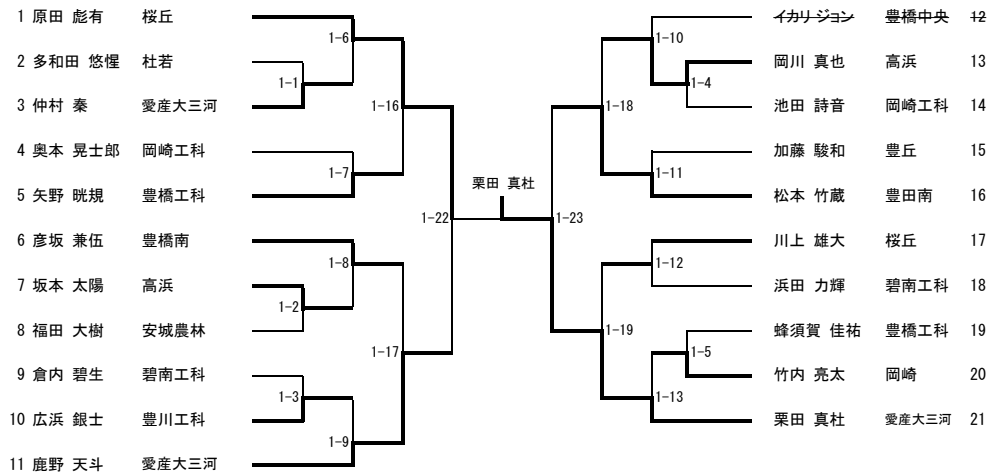 1 原田 彪有 桜丘
2 多和田 悠惺 杜若
3 仲村 秦 愛産大三河
4 奥本 晃士郎 岡崎工科
5 矢野 晄規 豊橋工科
6 彦坂 兼伍 豊橋南
7 坂本 太陽 高浜
8 福田 大樹 安城農林
9 倉内 碧生 碧南工科
10 広浜 銀士 豊川工科
11 鹿野 天斗 愛産大三河
1-6
1-1
1-16
1-7
1-22
1-8
1-2
1-17
1-3
1-9
栗田 真杜
1-10
1-4
1-18
1-11
1-23
1-12
1-19
1-5
1-13
イカリ ジョン 豊橋中央 12
岡川 真也 高浜 13
池田 詩音 岡崎工科 14
加藤 駿和 豊丘 15
松本 竹蔵 豊田南 16
川上 雄大 桜丘 17
浜田 力輝 碧南工科 18
蜂須賀 佳祐 豊橋工科 19
竹内 亮太 岡崎 20
栗田 真杜 愛産大三河 21